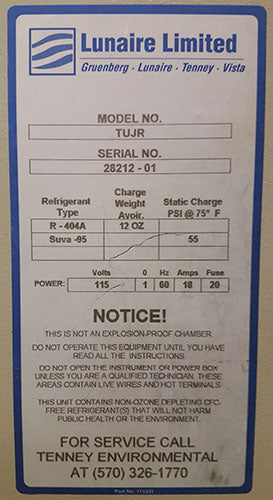 Lunaire Limited
Gruenberg · Lunaire · Tenney · Vista
MODEL NO.
TUJR
SERIAL NO.
28212 - 01
Refrigerant Type Charge Weight Avoir. Static Charge PSI @ 75° F
R - 404A 12 OZ
Suva -95 55
Volts 0 Hz Amps Fuse
POWER: 115 1 60 18 20
NOTICE!
THIS IS NOT AN EXPLOSION-PROOF CHAMBER.
DO NOT OPERATE THIS EQUIPMENT UNTIL YOU HAVE
READ ALL THE INSTRUCTIONS.
DO NOT OPEN THE INSTRUMENT OR POWER BOX
UNLESS YOU ARE A QUALIFIED TECHNICIAN. THESE
AREAS CONTAIN LIVE WIRES AND HOT TERMINALS.
THIS UNIT CONTAINS NON-OZONE DEPLETING CFC-
FREE REFRIGERANT(S) THAT WILL NOT HARM
PUBLIC HEALTH OR THE ENVIRONMENT.
FOR SERVICE CALL
TENNEY ENVIRONMENTAL
AT (570) 326-1770
Part No.